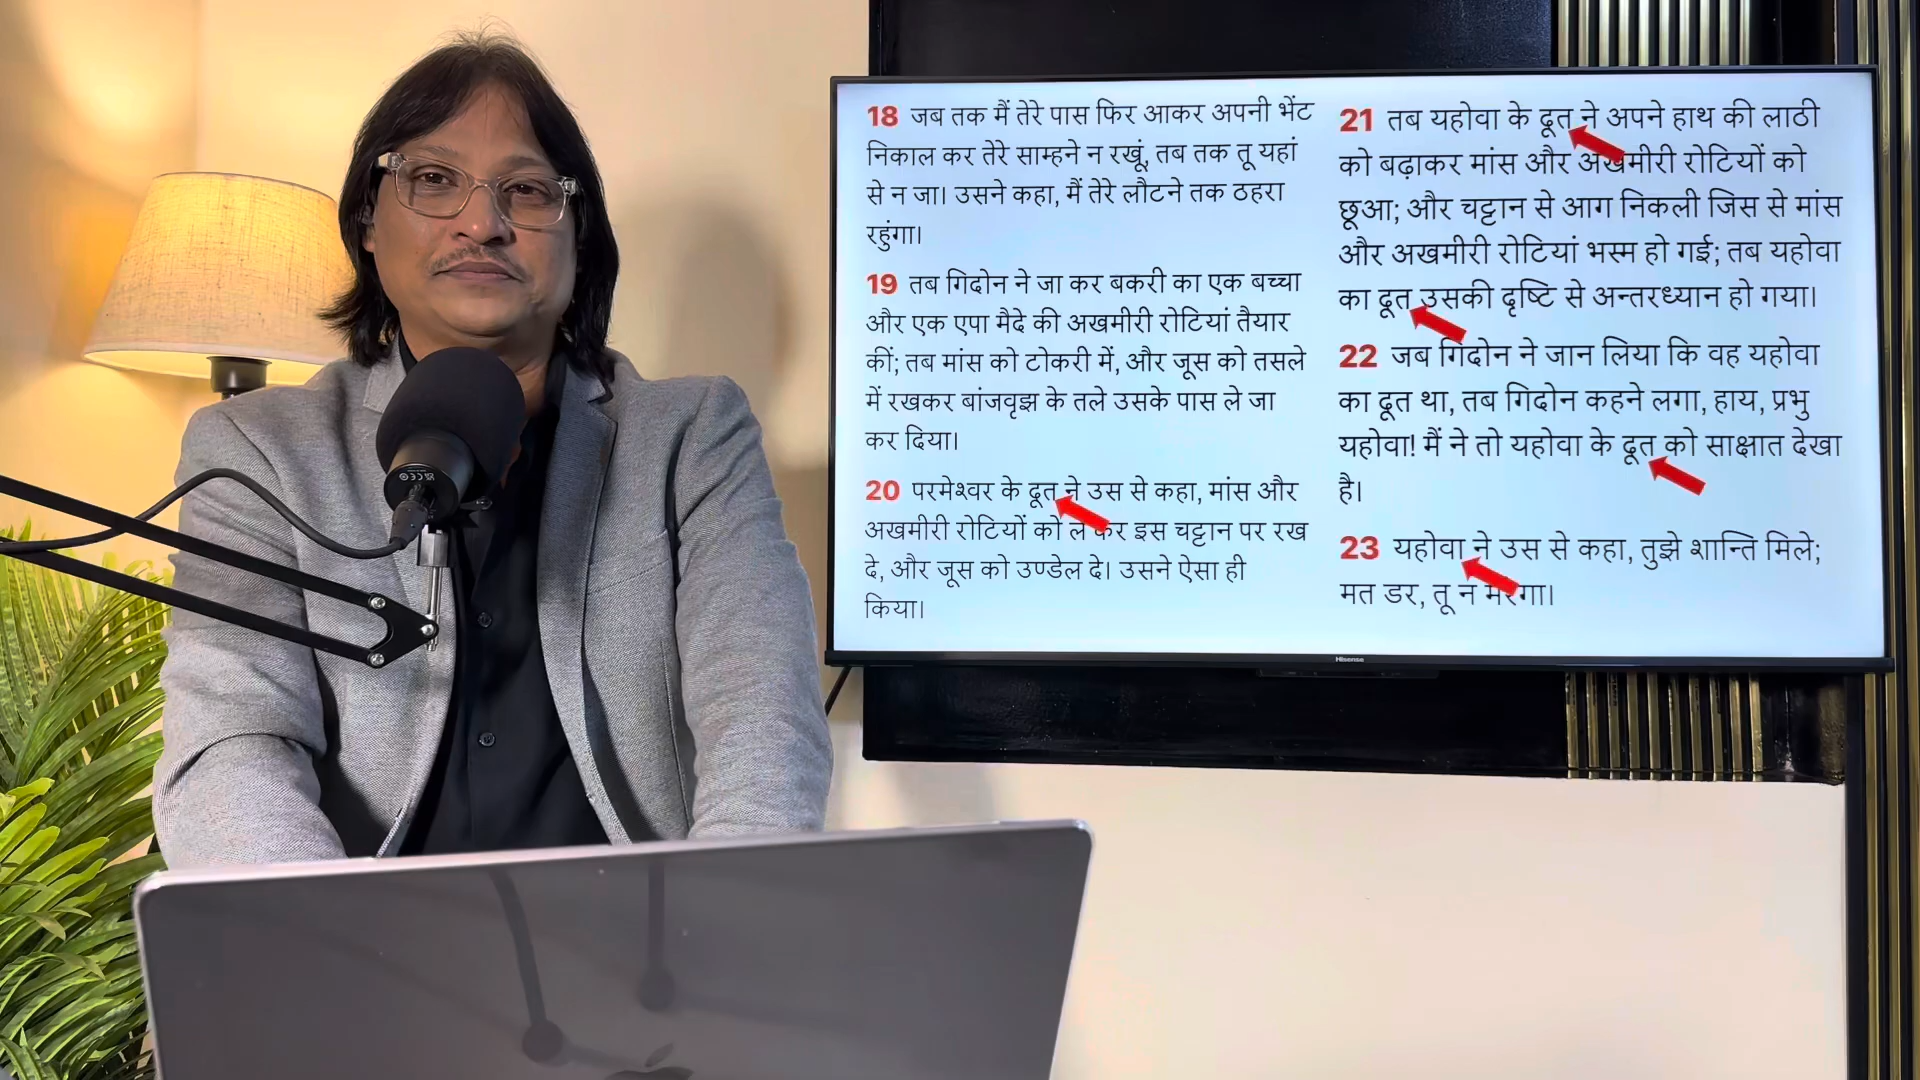 18 जब तक मैं तेरे पास फिर आकर अपनी भेंट
निकाल कर तेरे साम्हने न रखूं, तब तक तू यहां
से न जा। उसने कहा, मैं तेरे लौटने तक ठहरा
रहुंगा।
19 तब गिदोन ने जा कर बकरी का एक बच्चा
और एक एपा मैदे की अखमीरी रोटियां तैयार
कीं; तब मांस को टोकरी में, और जूस को तसले
में रखकर बांजवृझ के तले उसके पास ले जा
कर दिया।
20 परमेश्वर के दूत ने उस से कहा, मांस और
अखमीरी रोटियों को ले कर इस चट्टान पर रख
दे, और जूस को उण्डेल दे। उसने ऐसा ही
किया।
21 तब यहोवा के दूत ने अपने हाथ की लाठी
को बढ़ाकर मांस और अखमीरी रोटियों को
छूआ; और चट्टान से आग निकली जिस से मांस
और अखमीरी रोटियां भस्म हो गई; तब यहोवा
का दूत उसकी दृष्टि से अन्तरध्यान हो गया।
22 जब गिदोन ने जान लिया कि वह यहोवा
का दूत था, तब गिदोन कहने लगा, हाय, प्रभु
यहोवा! मैं ने तो यहोवा के दूत को साक्षात देखा
है।
23 यहोवा ने उस से कहा, तुझे शान्ति मिले;
मत डर, तू न मरेगा।
Hisense